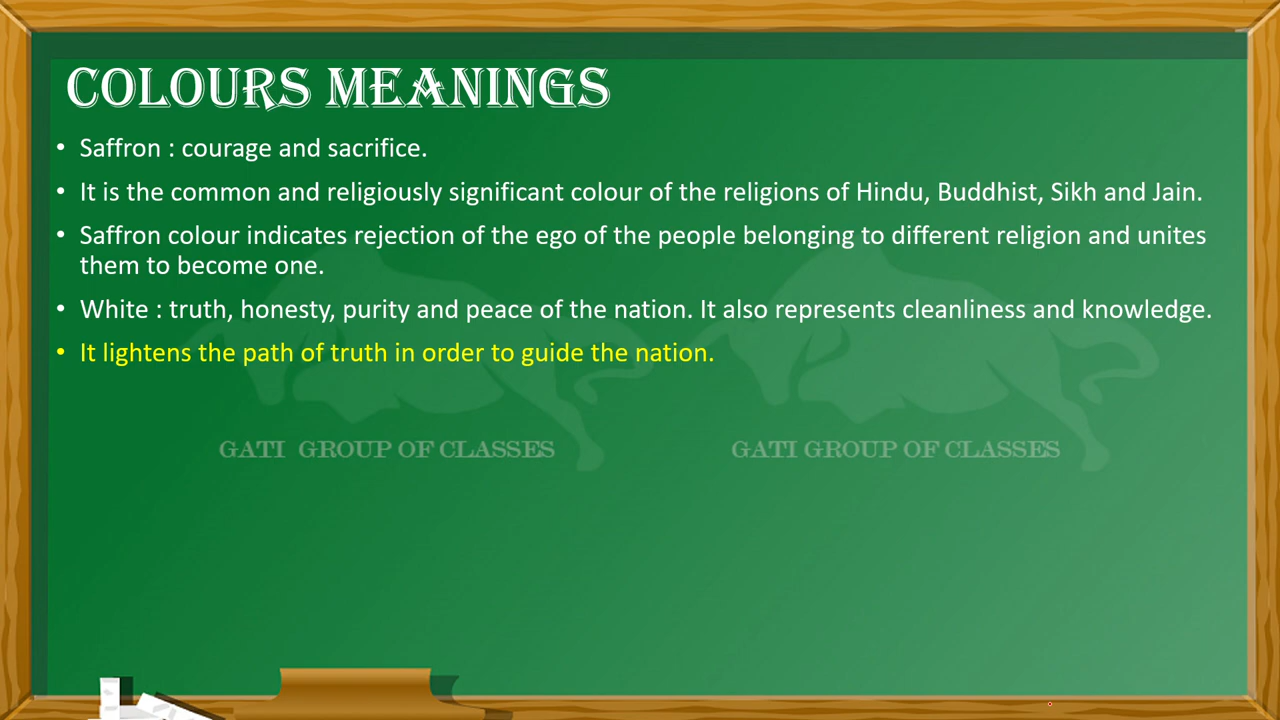 COLOURS MEANINGS
• Saffron : courage and sacrifice.
• It is the common and religiously significant colour of the religions of Hindu, Buddhist, Sikh and Jain.
• Saffron colour indicates rejection of the ego of the people belonging to different religion and unites
them to become one.
• White : truth, honesty, purity and peace of the nation. It also represents cleanliness and knowledge.
• It lightens the path of truth in order to guide the nation.
GATI GROUP OF CLASSES
GATI GROUP OF CLASSES